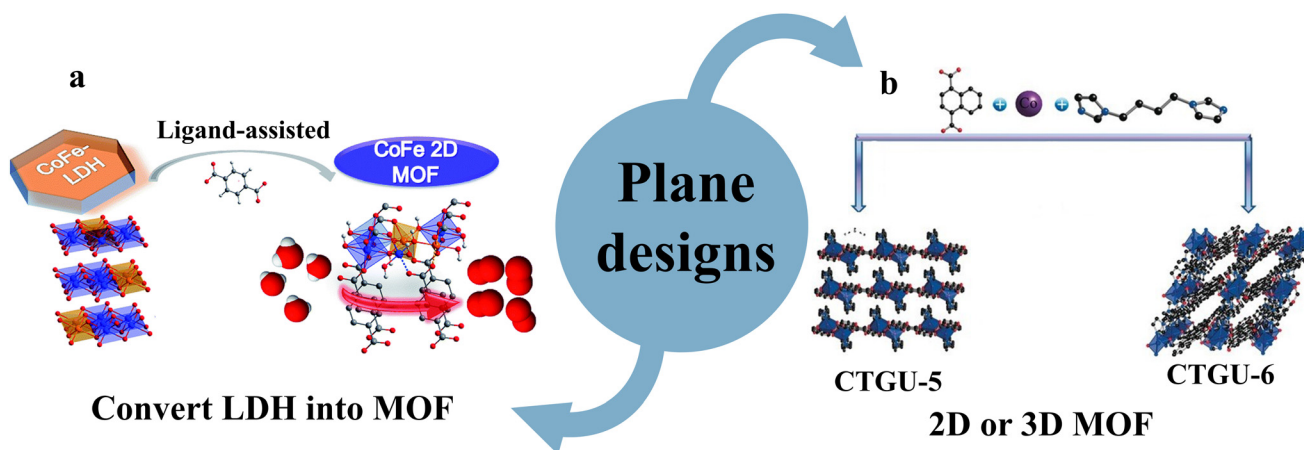 a
Ligand-assisted
CoFe-
LDH
CoFe 2D
MOF
Convert LDH into MOF
Plane
designs
b
+ Co +
CTGU-5
CTGU-6
2D or 3D MOF